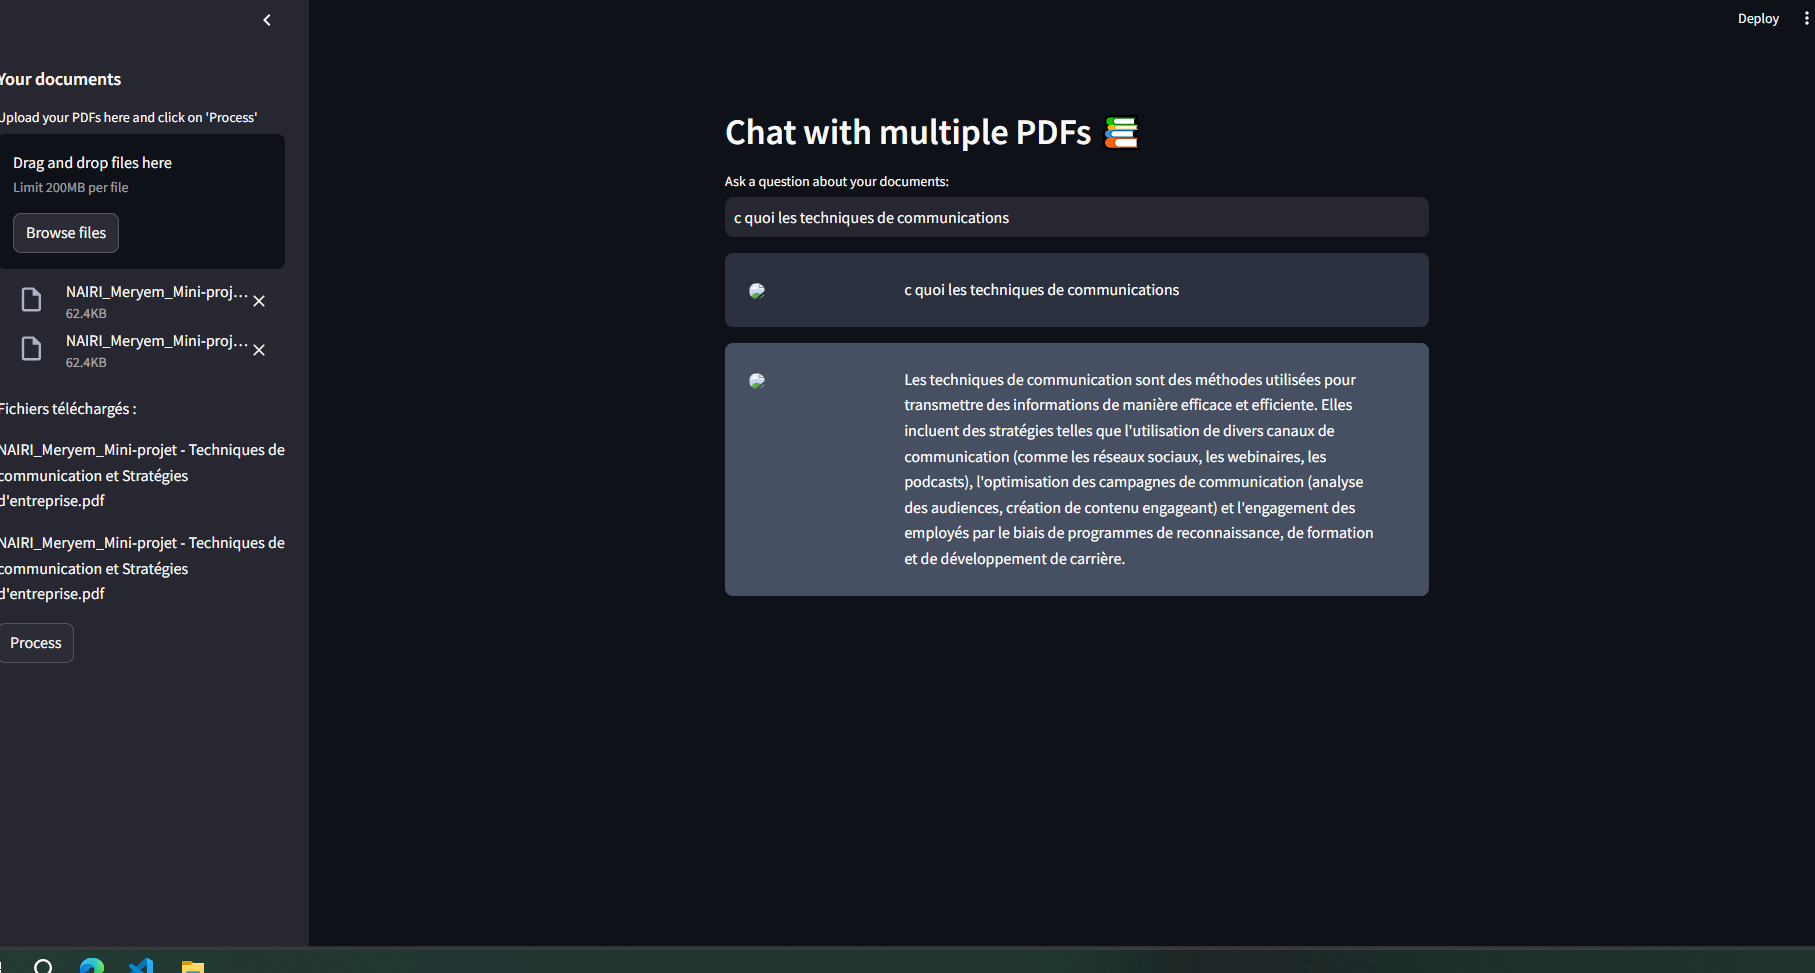 Deploy
Your documents
Upload your PDFs here and click on 'Process'
Drag and drop files here
Limit 200MB per file
Browse files
NAIRI_Meryem_Mini-proj...
62.4KB
NAIRI_Meryem_Mini-proj...
62.4KB
Fichiers téléchargés :
NAIRI_Meryem_Mini-projet - Techniques de
communication et Stratégies
d'entreprise.pdf
NAIRI_Meryem_Mini-projet - Techniques de
communication et Stratégies
d'entreprise.pdf
Process
Chat with multiple PDFs
Ask a question about your documents:
c quoi les techniques de communications
c quoi les techniques de communications
Les techniques de communication sont des méthodes utilisées pour
transmettre des informations de manière efficace et efficiente. Elles
incluent des stratégies telles que l'utilisation de divers canaux de
communication (comme les réseaux sociaux, les webinaires, les
podcasts), l'optimisation des campagnes de communication (analyse
des audiences, création de contenu engageant) et l'engagement des
employés par le biais de programmes de reconnaissance, de formation
et de développement de carrière.